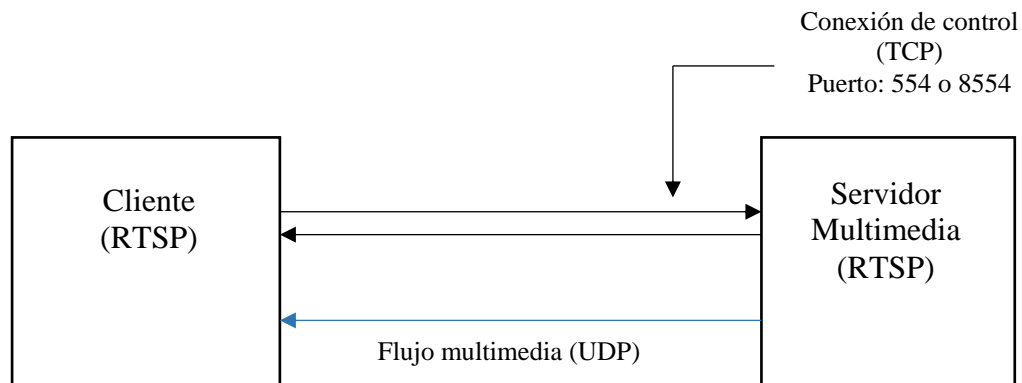 Conexión de control
(TCP)
Puerto: 554 o 8554
Cliente
(RTSP)
Servidor
Multimedia
(RTSP)
Flujo multimedia (UDP)